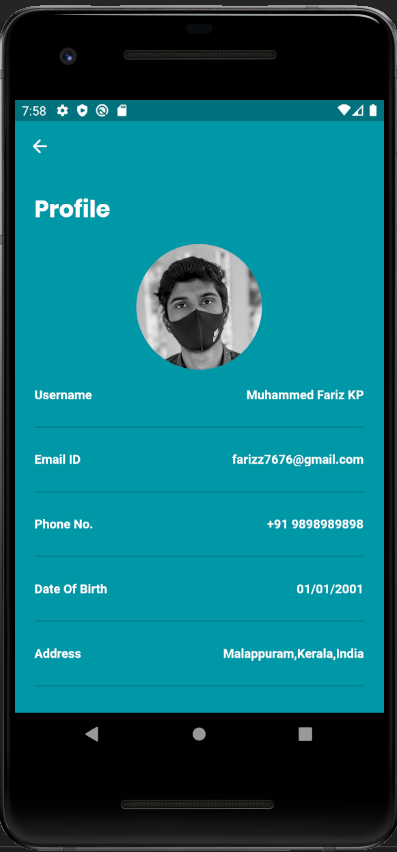 7:58
Profile
Username Muhammed Fariz KP
Email ID farizz7676@gmail.com
Phone No. +91 9898989898
Date Of Birth 01/01/2001
Address Malappuram,Kerala,India